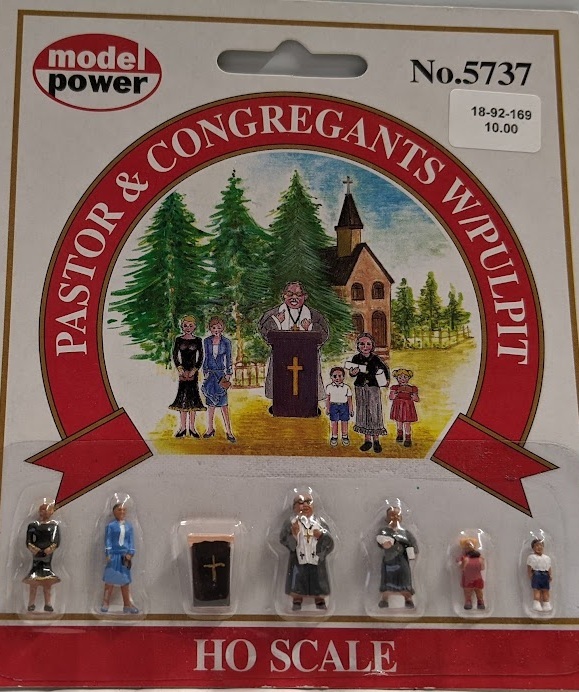 model
power
No.5737
18-92-169
10.00
PASTOR & CONGREGANTS W/PULPIT
HO SCALE